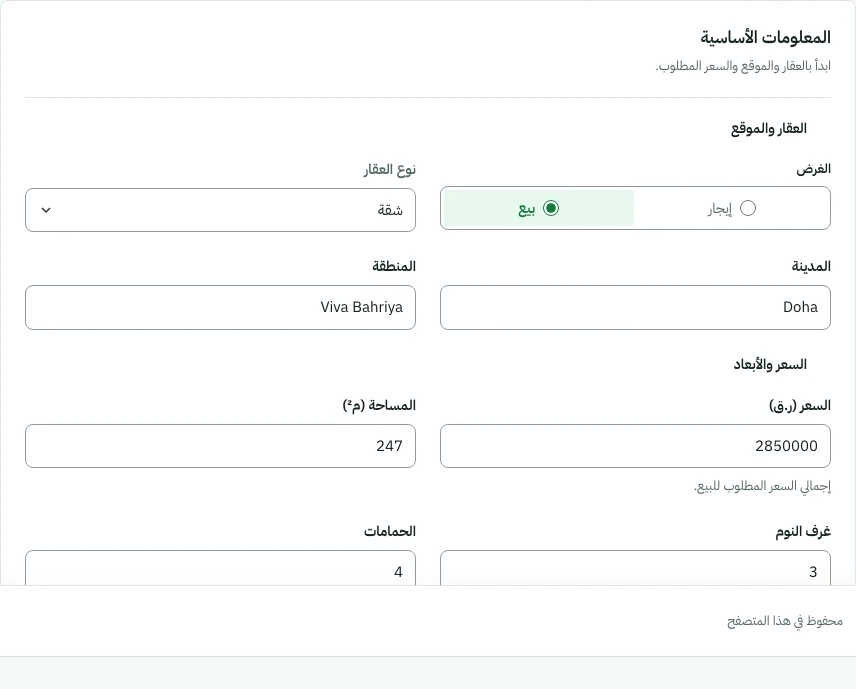 المعلومات الأساسية
ابدأ بالعقار والموقع والسعر المطلوب.
العقار والموقع
الغرض
نوع العقار
إيجار
بيع
شقة
المدينة
المنطقة
Doha
Viva Bahriya
السعر والأبعاد
السعر (ر.ق)
المساحة (م²)
2850000
247
إجمالي السعر المطلوب للبيع.
غرف النوم
الحمامات
3
4
محفوظ في هذا المتصفح